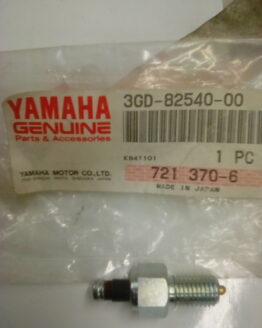 YAMAHA
GENUINE
Parts & Accessories
YAMAHA MOTOR CO.,LTD.
3GD-82540-00
1 PC
KB41101
721 370-6
MADE IN JAPAN